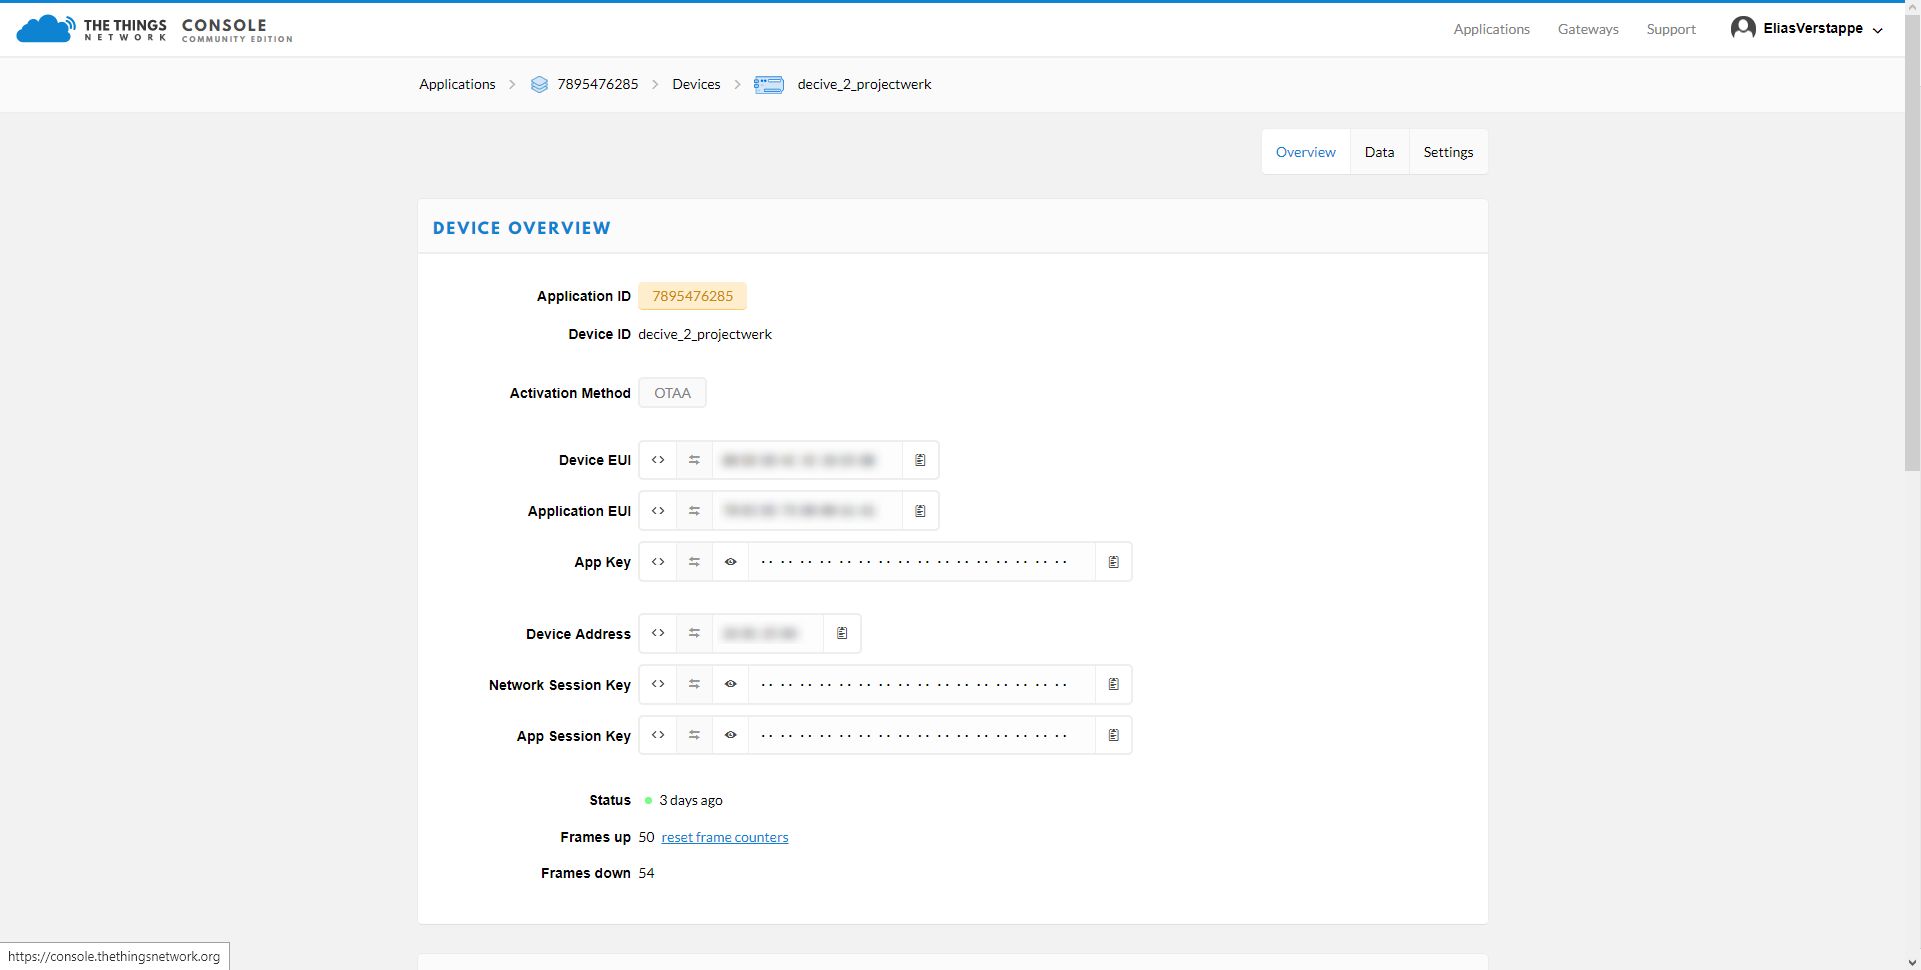 THE THINGS NETWORK CONSOLE COMMUNITY EDITION
Applications Gateways Support EliasVerstappe
Applications > 7895476285 > Devices > decive_2_projectwerk
Overview Data Settings
DEVICE OVERVIEW
Application ID 7895476285
Device ID decive_2_projectwerk
Activation Method OTAA
Device EUI
Application EUI
App Key
Device Address
Network Session Key
App Session Key
Status 3 days ago
Frames up 50 reset frame counters
Frames down 54
https://console.thethingsnetwork.org